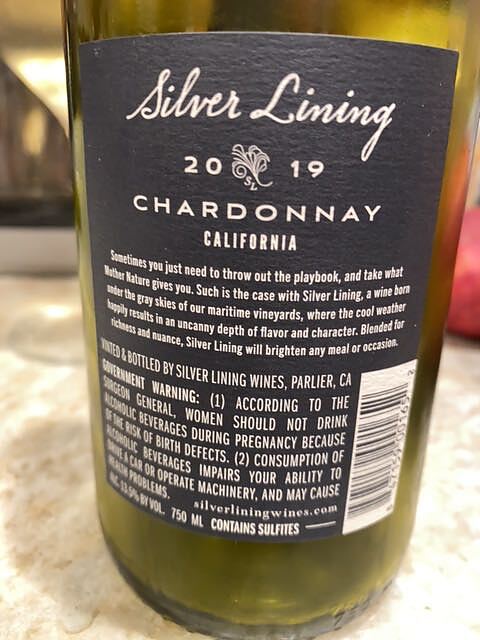 Silver Lining
20 SL 19
CHARDONNAY
CALIFORNIA
Sometimes you just need to throw out the playbook, and take what
Mother Nature gives you. Such is the case with Silver Lining, a wine born
under the gray skies of our maritime vineyards, where the cool weather
happily results in an uncanny depth of flavor and character. Blended for
richness and nuance, Silver Lining will brighten any meal or occasion.
VINTED & BOTTLED BY SILVER LINING WINES, PARLIER, CA
GOVERNMENT WARNING: (1) ACCORDING TO THE
SURGEON GENERAL, WOMEN SHOULD NOT DRINK
ALCOHOLIC BEVERAGES DURING PREGNANCY BECAUSE
OF THE RISK OF BIRTH DEFECTS. (2) CONSUMPTION OF
ALCOHOLIC BEVERAGES IMPAIRS YOUR ABILITY TO
DRIVE A CAR OR OPERATE MACHINERY, AND MAY CAUSE
HEALTH PROBLEMS.
silverliningwines.com
ALC. 13.5% BY VOL. 750 ML CONTAINS SULFITES